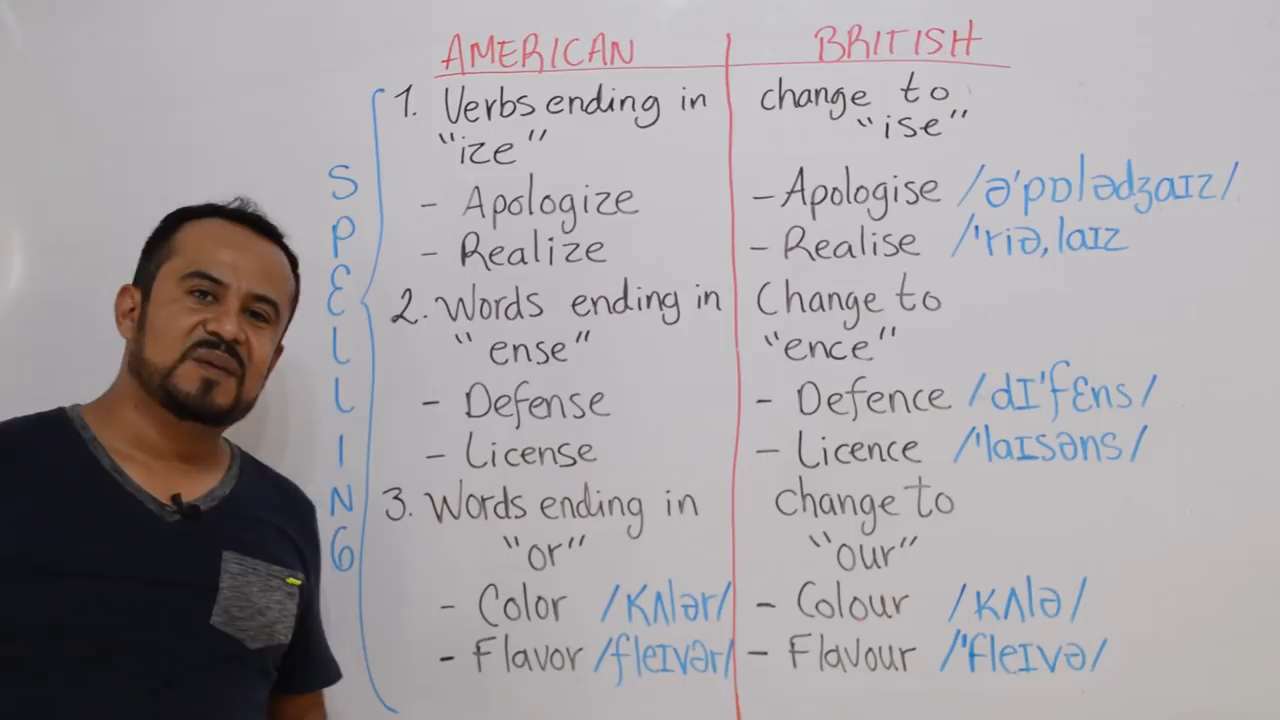 AMERICAN BRITISH
SPELLING
1. Verbs ending in change to
"ize" "ise"
- Apologize - Apologise /ə'pɒlədʒaɪz/
- Realize - Realise /'riə,laɪz
2. Words ending in Change to
"ense" "ence"
- Defense - Defence /dɪ'fɛns/
- License - Licence /'laɪsəns/
3. Words ending in change to
"or" "our"
- Color /kʌlər/ - Colour /kʌlə/
- Flavor /fleɪvər/ - Flavour /'fleɪvə/